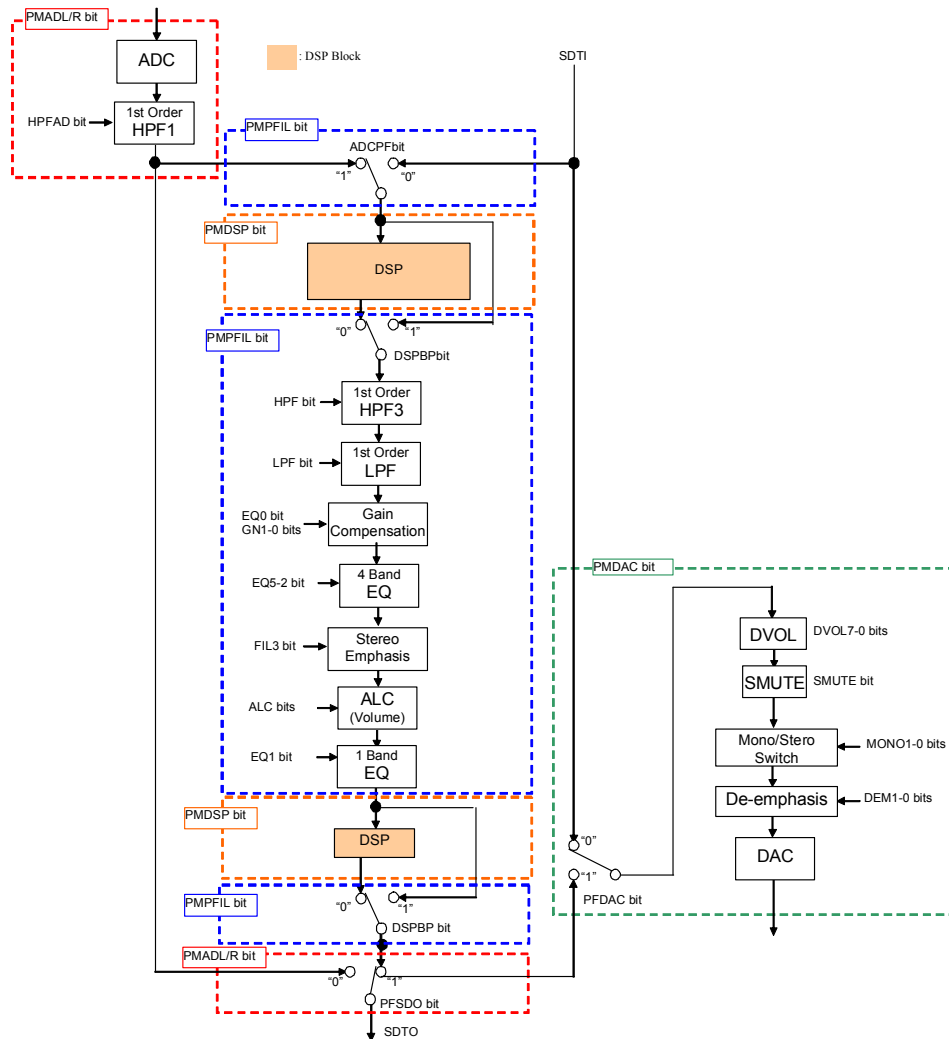 PMADL/R bit
ADC
HPFAD bit
1st Order
HPF1
: DSP Block
SDTI
PMPFIL bit
ADCPFbit
"1"
"0"
PMDSP bit
DSP
PMPFIL bit
"0"
"1"
DSPBPbit
HPF bit
1st Order
HPF3
LPF bit
1st Order
LPF
EQ0 bit
GN1-0 bits
Gain
Compensation
EQ5-2 bit
4 Band
EQ
FIL3 bit
Stereo
Emphasis
ALC bits
ALC
(Volume)
EQ1 bit
1 Band
EQ
PMDSP bit
DSP
PMPFIL bit
"0"
"1"
DSPBP bit
PMADL/R bit
"0"
"1"
PFSDO bit
SDTO
PMDAC bit
DVOL
DVOL7-0 bits
SMUTE
SMUTE bit
Mono/Stero
Switch
MONO1-0 bits
De-emphasis
DEM1-0 bits
DAC
"0"
"1"
PFDAC bit